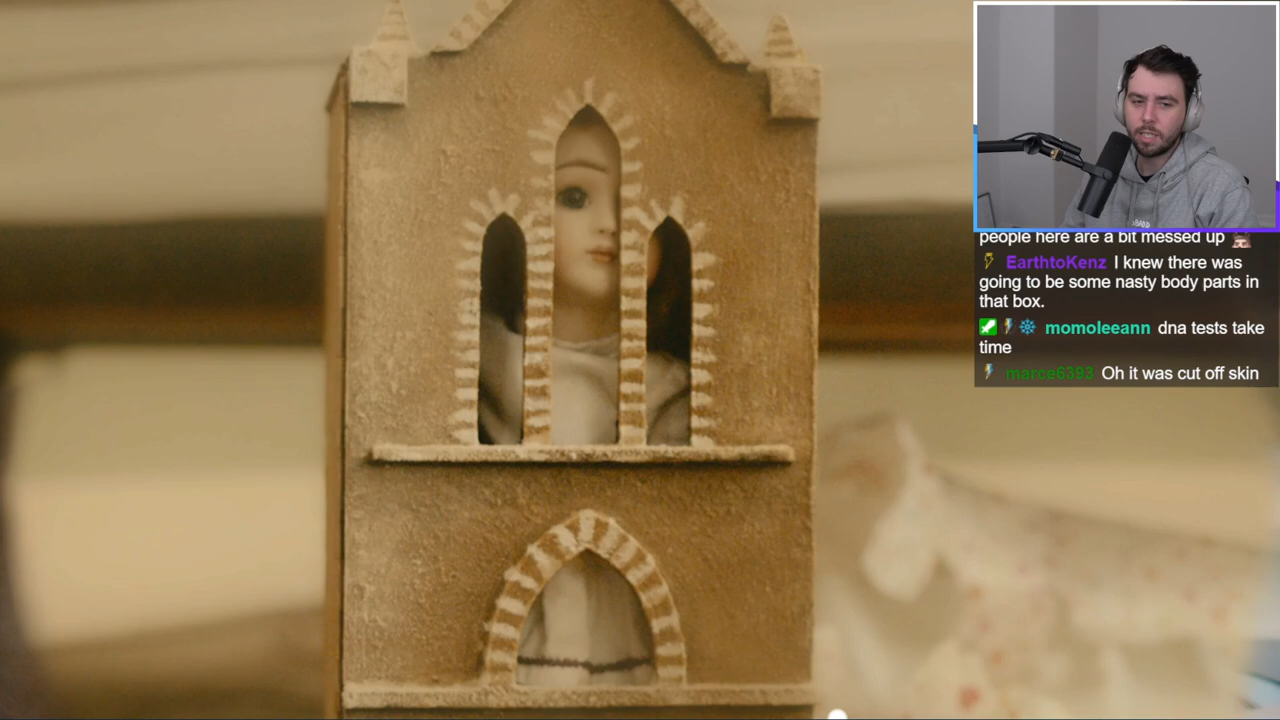 people here are a bit messed up
EarthtoKenz I knew there was
going to be some nasty body parts in
that box.
momoleeann dna tests take
time
marce6393 Oh it was cut off skin